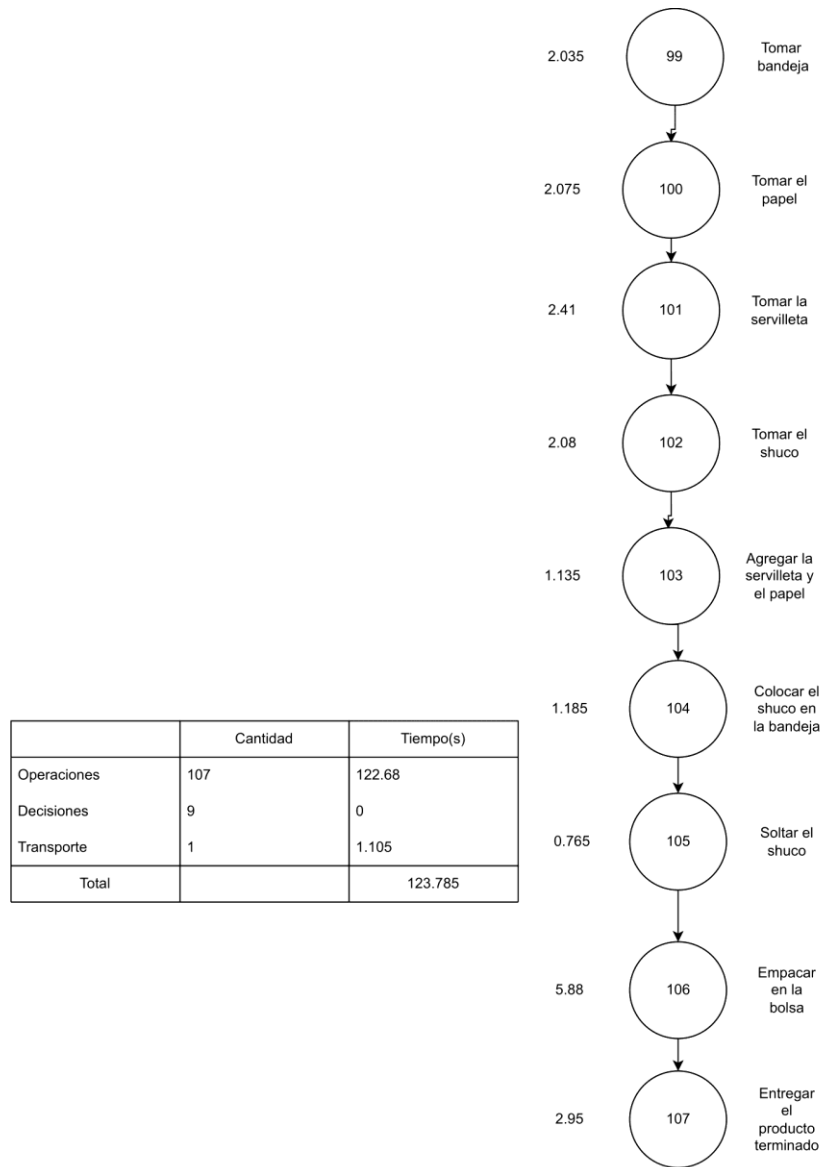 2.035
99
Tomar
bandeja
2.075
100
Tomar el
papel
2.41
101
Tomar la
servilleta
2.08
102
Tomar el
shuco
1.135
103
Agregar la
servilleta y
el papel
1.185
104
Colocar el
shuco en
la bandeja
Cantidad Tiempo(s)
Operaciones 107 122.68
Decisiones 9 0
Transporte 1 1.105
Total 123.785
0.765
105
Soltar el
shuco
5.88
106
Empacar
en la
bolsa
2.95
107
Entregar
el
producto
terminado